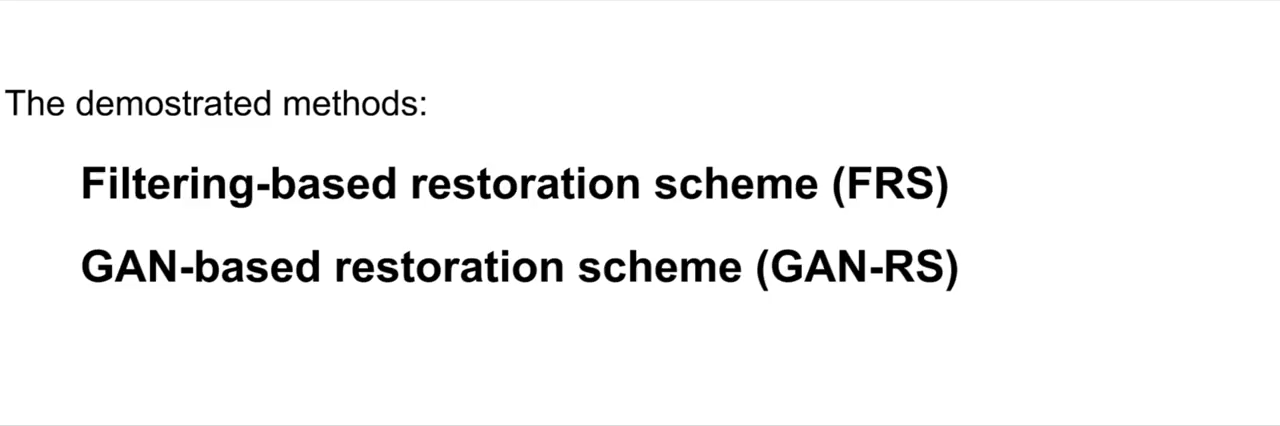 The demostrated methods:
Filtering-based restoration scheme (FRS)
GAN-based restoration scheme (GAN-RS)